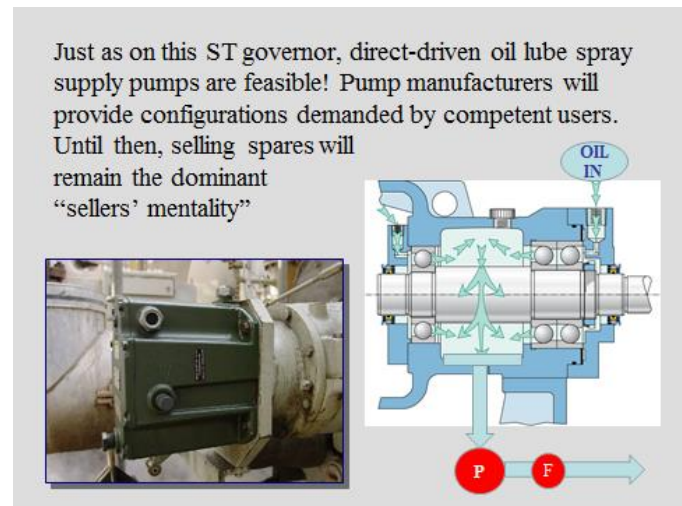 Just as on this ST governor, direct-driven oil lube spray
supply pumps are feasible! Pump manufacturers will
provide configurations demanded by competent users.
Until then, selling spares will
remain the dominant
“sellers’ mentality”
OIL
IN
P
F